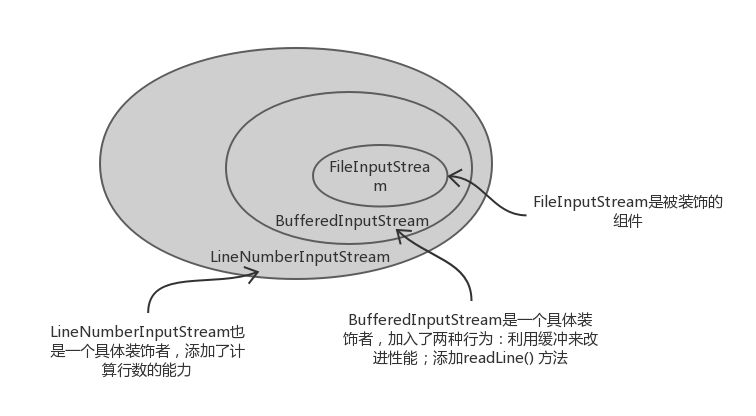 FileInputStrea
m
BufferedInputStream
LineNumberInputStream
FileInputStream是被装饰的
组件
BufferedInputStream是一个具体装
饰者，加入了两种行为：利用缓冲来改
进性能；添加readLine() 方法
LineNumberInputStream也
是一个具体装饰者，添加了计
算行数的能力